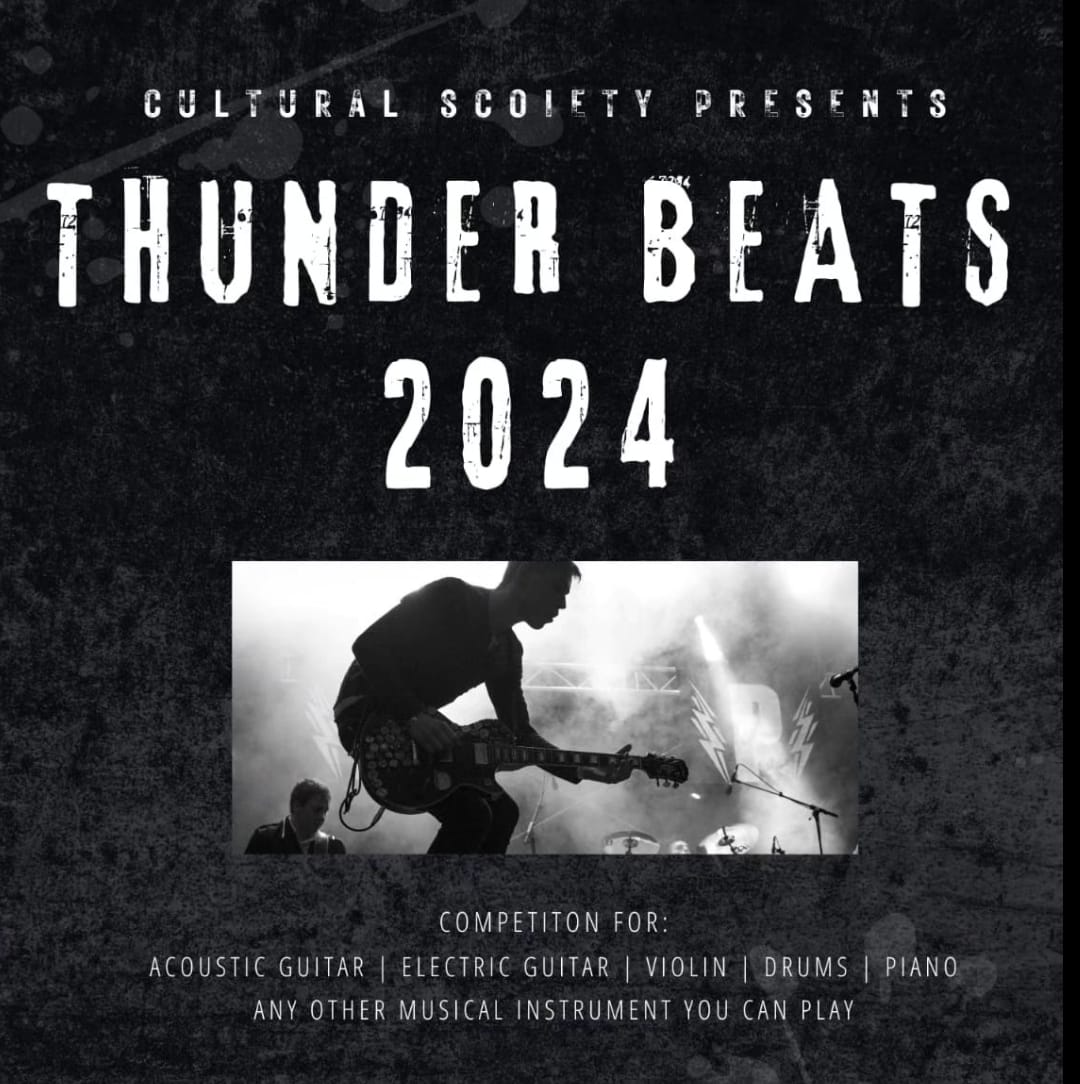 CULTURAL SCOIETY PRESENTS
THUNDER BEATS
2024
COMPETITON FOR:
ACOUSTIC GUITAR | ELECTRIC GUITAR | VIOLIN | DRUMS | PIANO
ANY OTHER MUSICAL INSTRUMENT YOU CAN PLAY